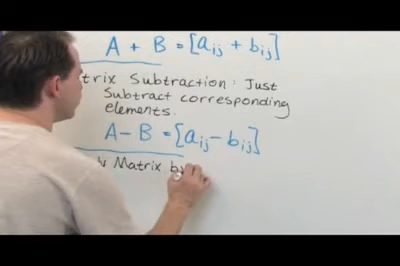 A + B = [aij + bij]
trix Subtraction: Just
Subtract corresponding
elements.
A - B = [aij - bij]
Matrix by